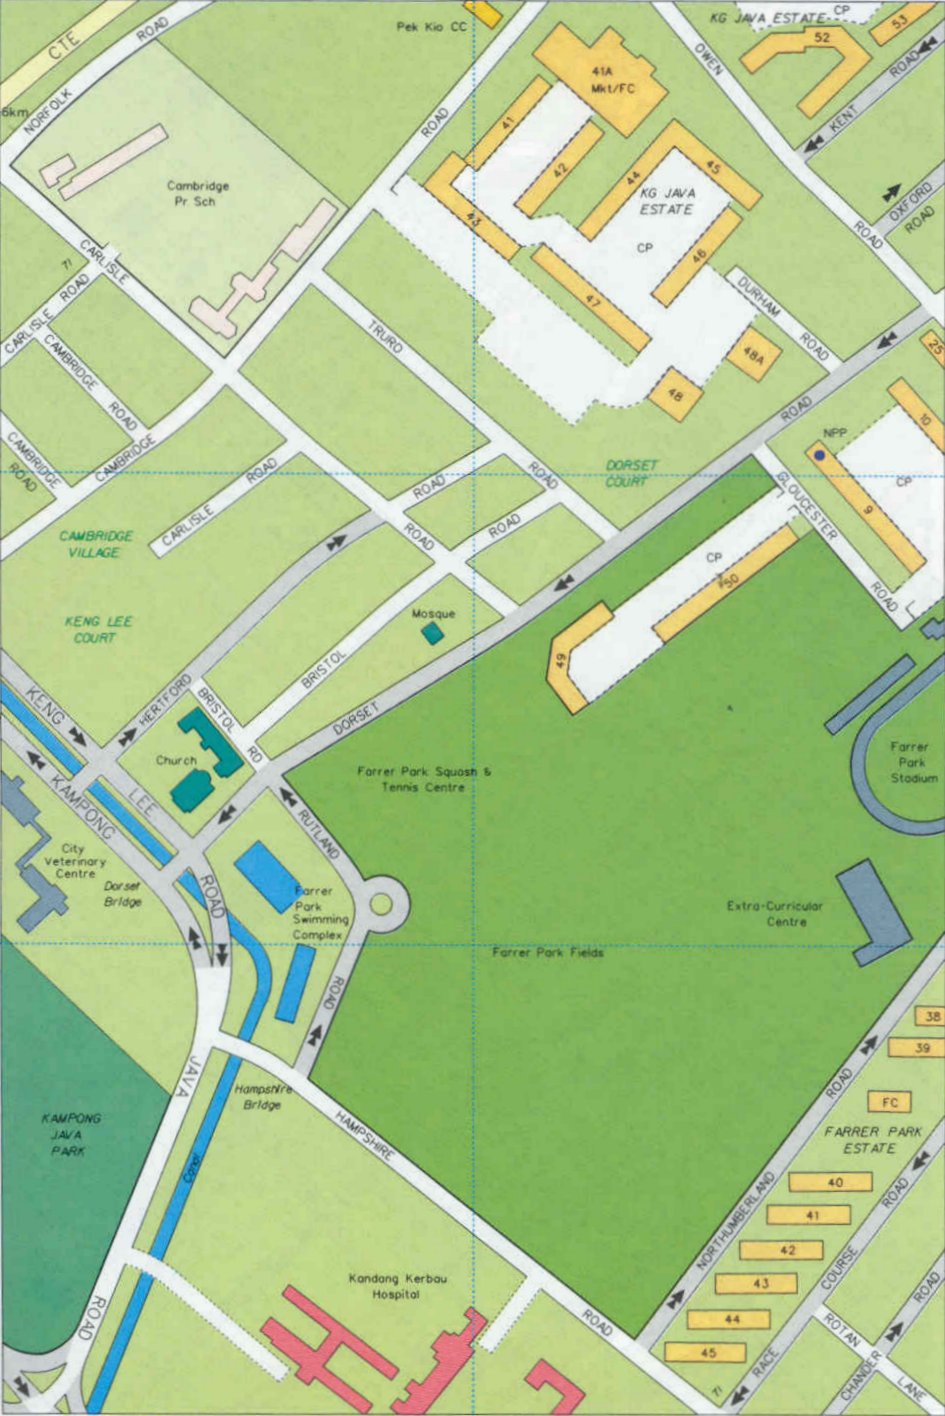 CTE
ROAD
Pek Kio CC
KG JAVA ESTATE
CP
53
52
OWEN
ROAD
6km
NORFOLK
41A
Mkt/FC
ROAD
41
KENT
42
44
45
OXFORD
ROAD
Cambridge
Pr Sch
KG JAVA
ESTATE
43
CP
46
ROAD
CARLISLE
71
ROAD
CARLISLE
47
DURHAM
ROAD
TRURO
CAMBRIDGE
ROAD
48A
25
48
ROAD
10
CAMBRIDGE
ROAD
CAMBRIDGE
NPP
ROAD
ROAD
ROAD
DORSET
COURT
GLOUCESTER
ROAD
CP
9
CARLISLE
ROAD
ROAD
CAMBRIDGE
VILLAGE
CP
50
KENG LEE
COURT
Mosque
49
BRISTOL
KENG
HERTFORD
BRISTOL
RD
DORSET
LEE
ROAD
Church
KAMPONG
Farrer Park Squash &
Tennis Centre
Farrer
Park
Stadium
RUTLAND
City
Veterinary
Centre
Dorset
Bridge
Farrer
Park
Swimming
Complex
Extra-Curricular
Centre
Farrer Park Fields
ROAD
38
39
JAVA
Hampshire
Bridge
HAMPSHIRE
ROAD
FC
KAMPONG
JAVA
PARK
FARRER PARK
ESTATE
Canal
NORTHUMBERLAND
ROAD
40
41
42
COURSE
43
Kandang Kerbau
Hospital
ROAD
44
ROAD
ROTAN
ROAD
45
RACE
CHANDER
LANE
71